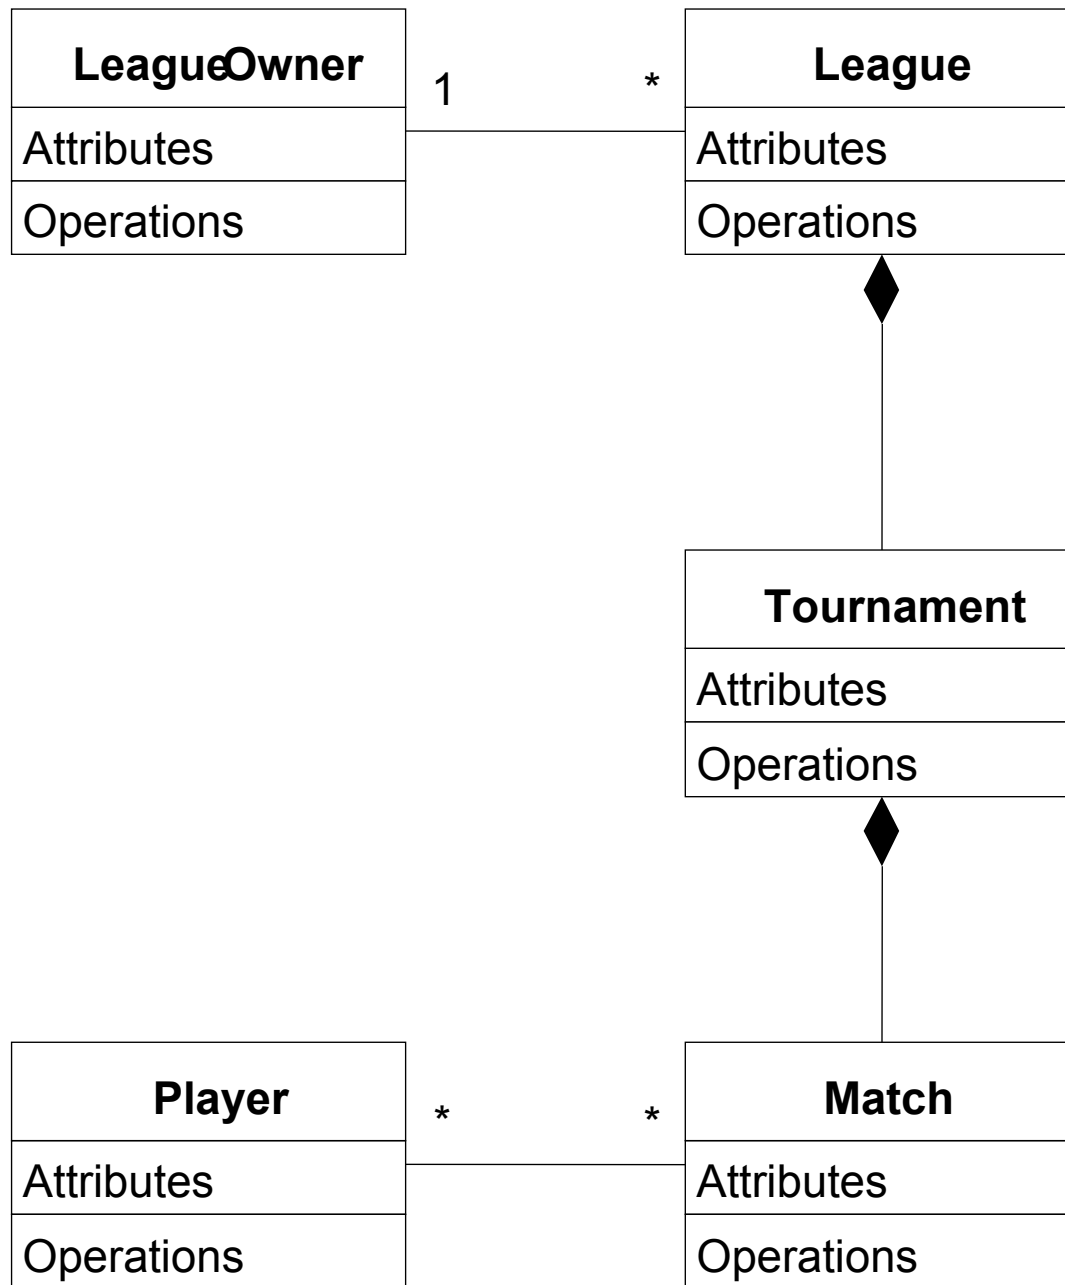 LeagueOwner
1
*
League
Attributes
Operations
Attributes
Operations
Tournament
Attributes
Operations
Player
*
*
Match
Attributes
Operations
Attributes
Operations